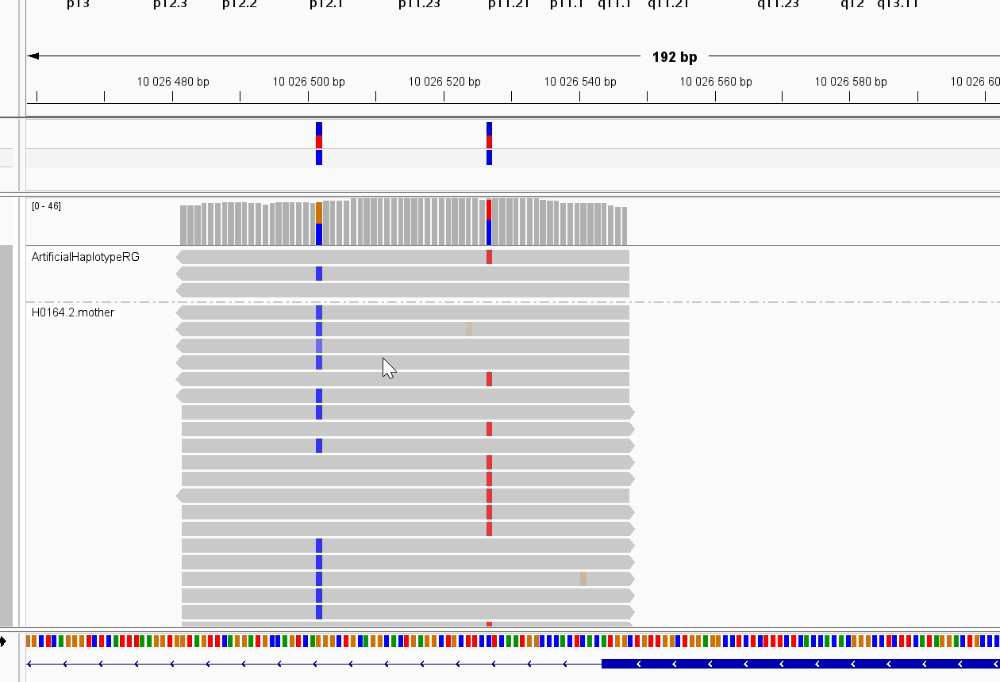 p13 p12.3 p12.2 p12.1 p11.23 p11.21 p11.1 q11.1 q11.21 q11.23 q12 q13.11
192 bp
10 026 480 bp 10 026 500 bp 10 026 520 bp 10 026 540 bp 10 026 560 bp 10 026 580 bp 10 026 60
[0 - 46]
ArtificialHaplotypeRG
H0164.2.mother